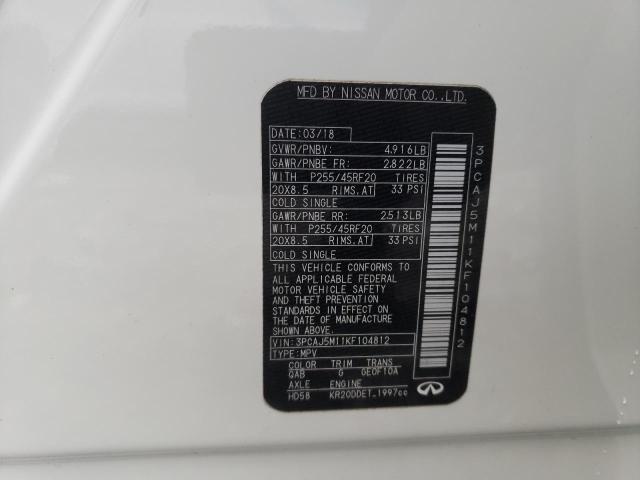 MFD BY NISSAN MOTOR CO.,LTD.
DATE: 03/18
GVWR/PNBV: 4,916LB
GAWR/PNBE FR: 2,822LB
WITH P255/45RF20 TIRES
20X8.5 RIMS.AT 33 PSI
COLD SINGLE
GAWR/PNBE RR: 2,513LB
WITH P255/45RF20 TIRES
20X8.5 RIMS.AT 33 PSI
COLD SINGLE
THIS VEHICLE CONFORMS TO
ALL APPLICABLE FEDERAL
MOTOR VEHICLE SAFETY
AND THEFT PREVENTION
STANDARDS IN EFFECT ON
THE DATE OF MANUFACTURE
SHOWN ABOVE.
VIN: 3PCAJ5M11KF104812
TYPE: MPV
COLOR TRIM TRANS
QAB G GE0F10A
AXLE ENGINE
HD58 KR20DDET 1997cc
3PCAJ5M11KF104812